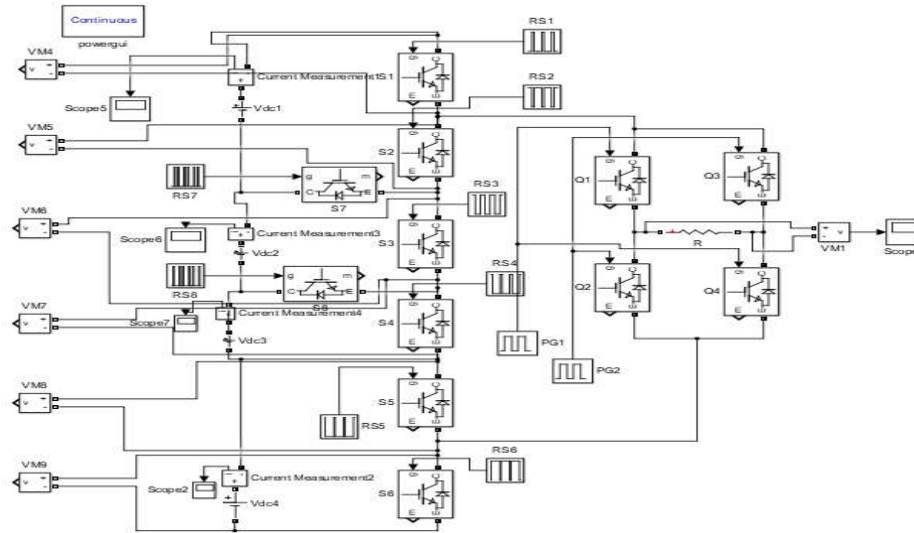 Continuous
powergui
RS1
VM4
Current Measurement1
S1
Scope5
Vdc1
RS2
VM5
S2
RS7
g
m
C
E
S7
RS3
Q1
Q3
VM6
Scope6
Current Measurement3
Vdc2
S3
R
VM1
Scope
RS8
g
m
C
E
S8
RS4
Q2
Q4
VM7
Scope7
Current Measurement4
Vdc3
S4
PG1
PG2
VM8
S5
RS5
RS6
VM9
Scope2
Current Measurement2
Vdc4
S6